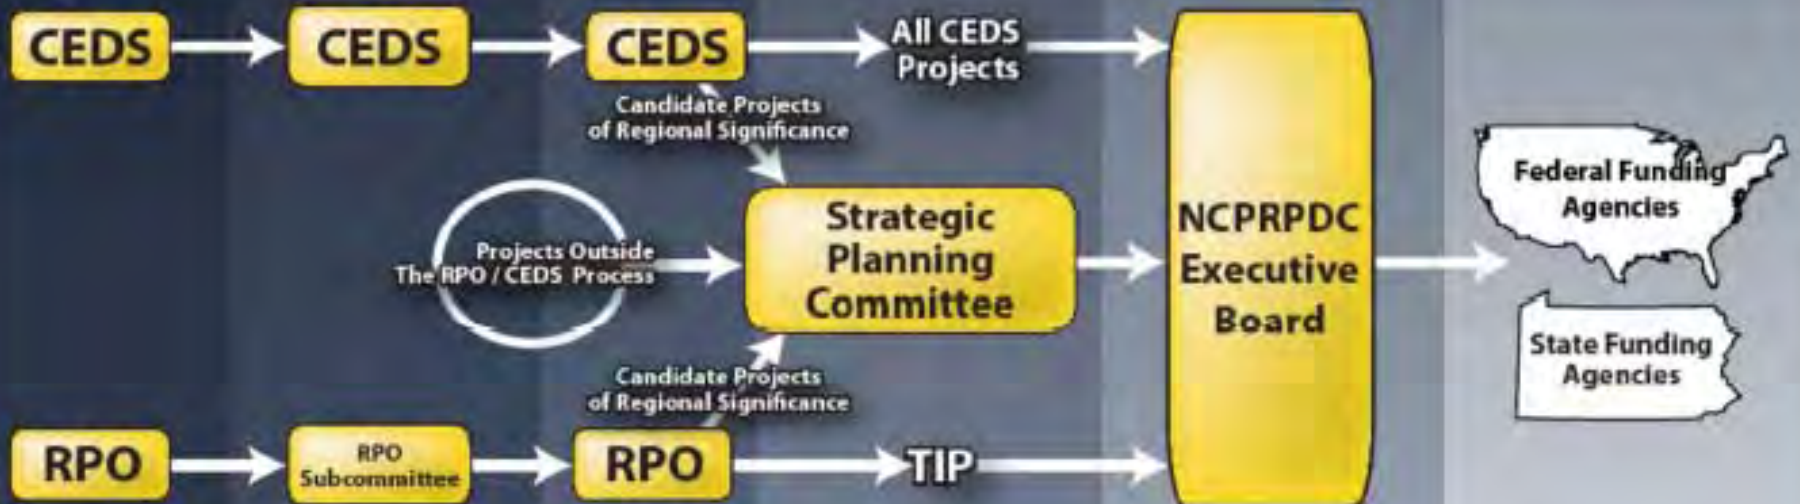 CEDS
CEDS
CEDS
All CEDS
Projects
Candidate Projects
of Regional Significance
Projects Outside
The RPO / CEDS Process
Strategic
Planning
Committee
NCPRPDC
Executive
Board
Federal Funding
Agencies
State Funding
Agencies
Candidate Projects
of Regional Significance
RPO
RPO
Subcommittee
RPO
TIP